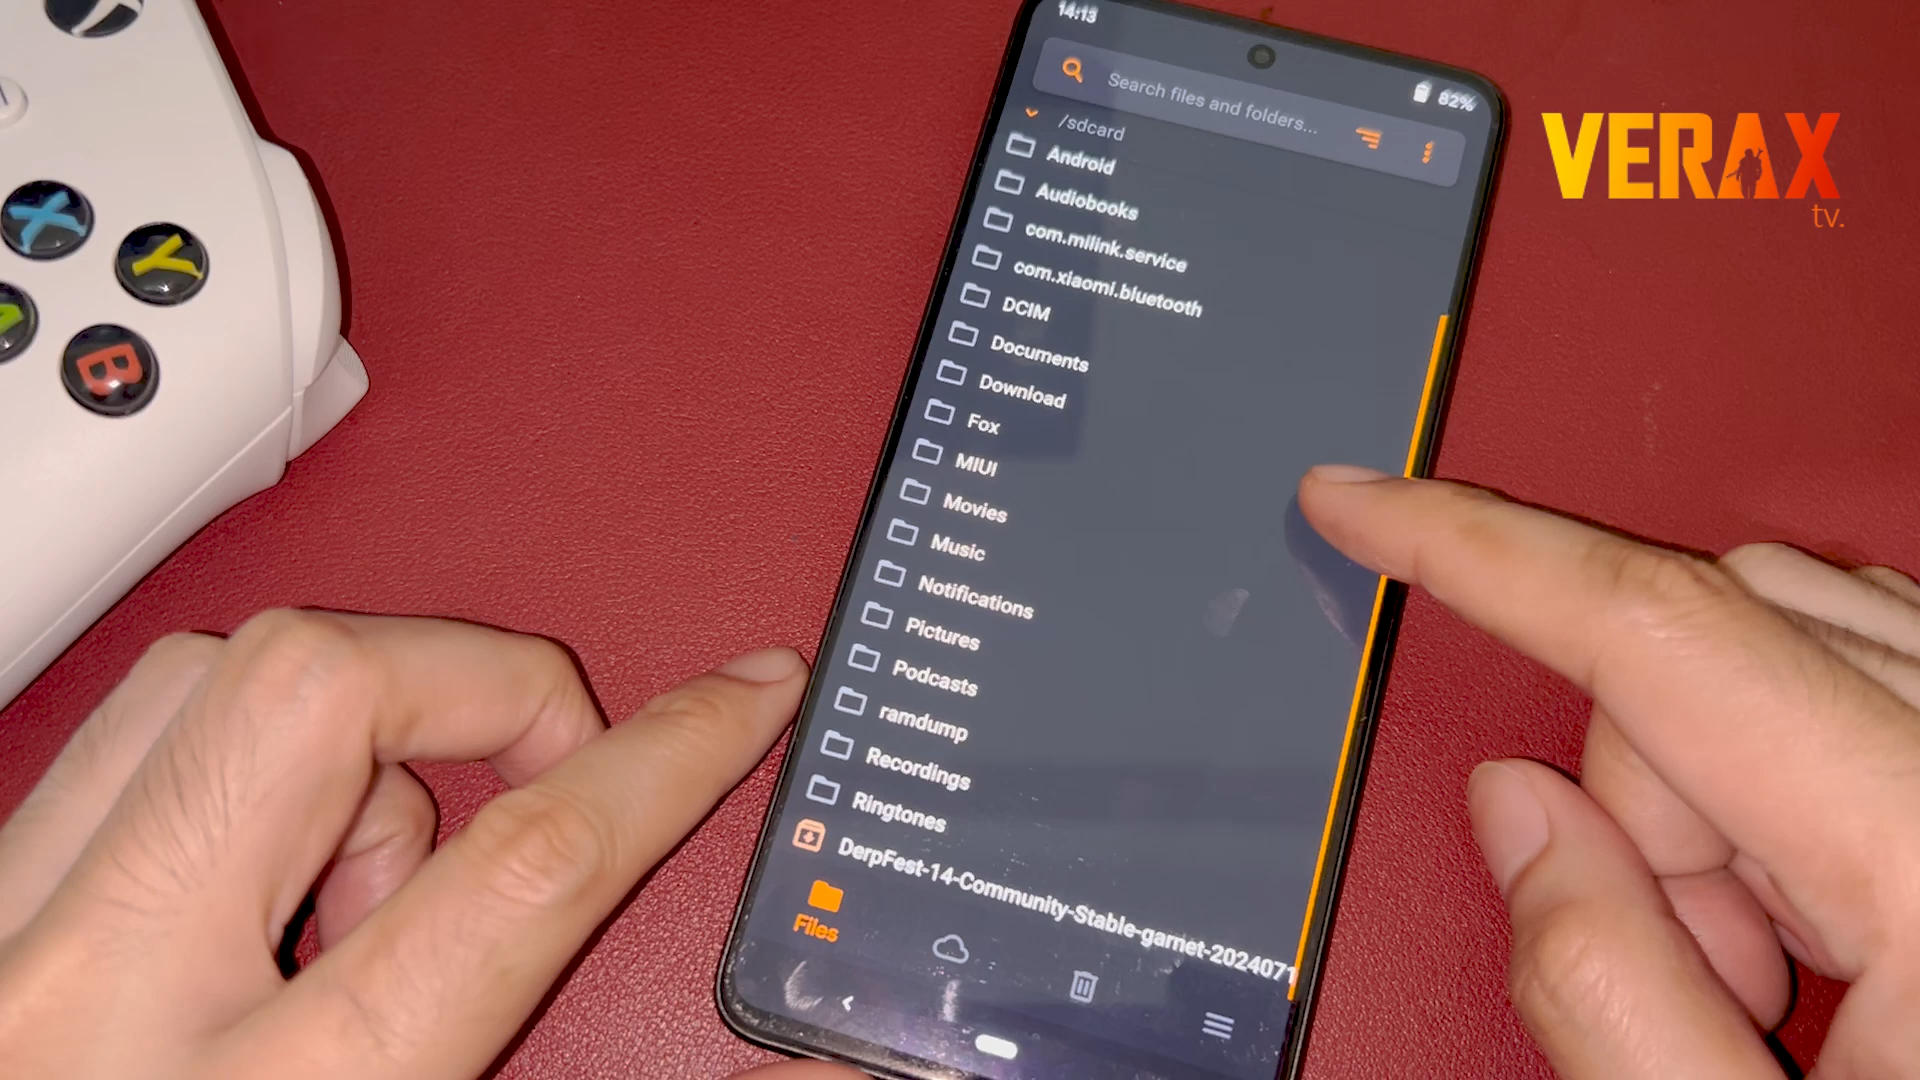 14:13
82%
Search files and folders...
/sdcard
Android
Audiobooks
com.milink.service
com.xiaomi.bluetooth
DCIM
Documents
Download
Fox
MIUI
Movies
Music
Notifications
Pictures
Podcasts
ramdump
Recordings
Ringtones
DerpFest-14-Community-Stable-garnet-2024071
Files
VERAX
tv.
X
Y
A
B